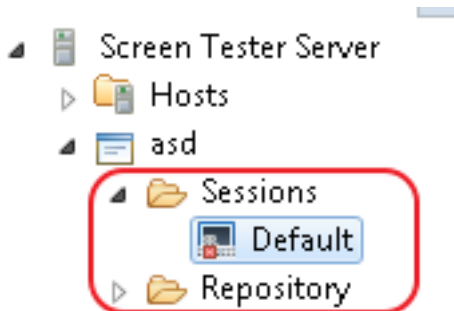 Screen Tester Server
Hosts
asd
Sessions
Default
Repository